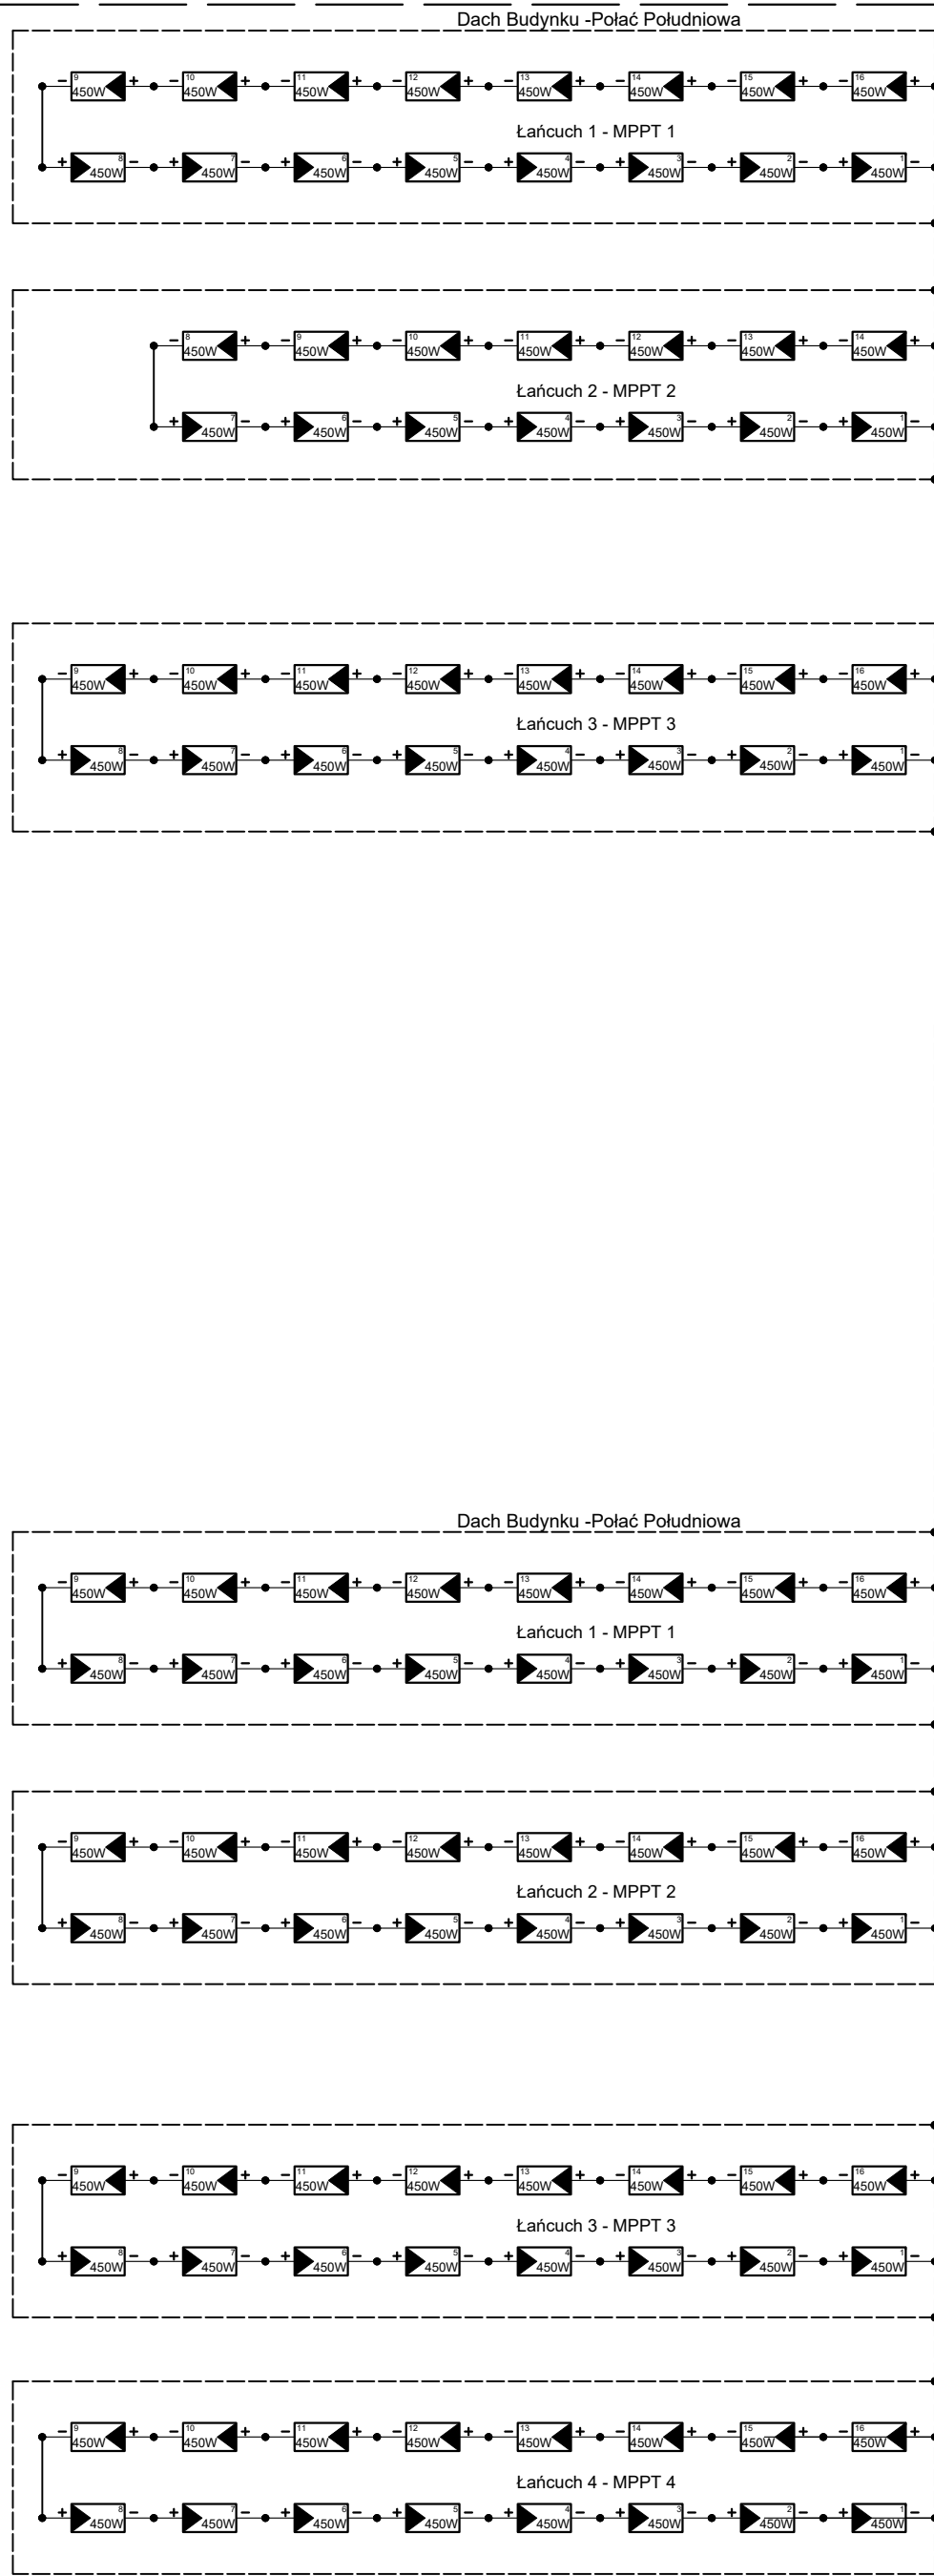 Dach Budynku -Połać Południowa
9 10 11 12 13 14 15 16
- 450W + - 450W + - 450W + - 450W + - 450W + - 450W + - 450W + - 450W +
Łańcuch 1 - MPPT 1
8 7 6 5 4 3 2 1
+ 450W - + 450W - + 450W - + 450W - + 450W - + 450W - + 450W - + 450W -
8 9 10 11 12 13 14
- 450W + - 450W + - 450W + - 450W + - 450W + - 450W + - 450W +
Łańcuch 2 - MPPT 2
7 6 5 4 3 2 1
+ 450W - + 450W - + 450W - + 450W - + 450W - + 450W - + 450W -
9 10 11 12 13 14 15 16
- 450W + - 450W + - 450W + - 450W + - 450W + - 450W + - 450W + - 450W +
Łańcuch 3 - MPPT 3
8 7 6 5 4 3 2 1
+ 450W - + 450W - + 450W - + 450W - + 450W - + 450W - + 450W - + 450W -
Dach Budynku -Połać Południowa
9 10 11 12 13 14 15 16
- 450W + - 450W + - 450W + - 450W + - 450W + - 450W + - 450W + - 450W +
Łańcuch 1 - MPPT 1
8 7 6 5 4 3 2 1
+ 450W - + 450W - + 450W - + 450W - + 450W - + 450W - + 450W - + 450W -
9 10 11 12 13 14 15 16
- 450W + - 450W + - 450W + - 450W + - 450W + - 450W + - 450W + - 450W +
Łańcuch 2 - MPPT 2
8 7 6 5 4 3 2 1
+ 450W - + 450W - + 450W - + 450W - + 450W - + 450W - + 450W - + 450W -
9 10 11 12 13 14 15 16
- 450W + - 450W + - 450W + - 450W + - 450W + - 450W + - 450W + - 450W +
Łańcuch 3 - MPPT 3
8 7 6 5 4 3 2 1
+ 450W - + 450W - + 450W - + 450W - + 450W - + 450W - + 450W - + 450W -
9 10 11 12 13 14 15 16
- 450W + - 450W + - 450W + - 450W + - 450W + - 450W + - 450W + - 450W +
Łańcuch 4 - MPPT 4
8 7 6 5 4 3 2 1
+ 450W - + 450W - + 450W - + 450W - + 450W - + 450W - + 450W - + 450W -